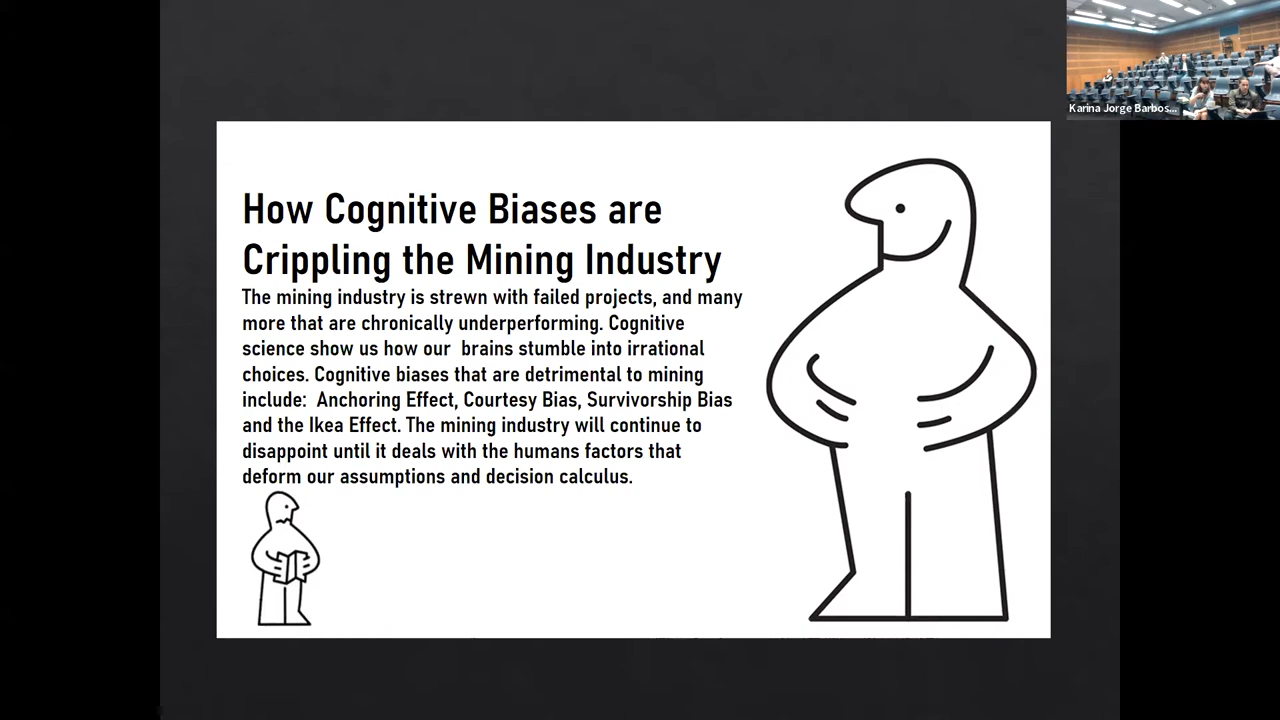 How Cognitive Biases are
Crippling the Mining Industry
The mining industry is strewn with failed projects, and many
more that are chronically underperforming. Cognitive
science show us how our  brains stumble into irrational
choices. Cognitive biases that are detrimental to mining
include:  Anchoring Effect, Courtesy Bias, Survivorship Bias
and the Ikea Effect. The mining industry will continue to
disappoint until it deals with the humans factors that
deform our assumptions and decision calculus.
Karina Jorge Barbos...